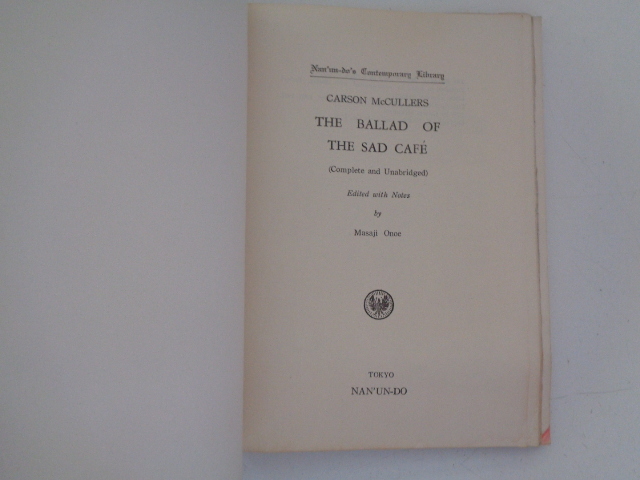 Nan'un-do's Contemporary Library
CARSON McCULLERS
THE BALLAD OF
THE SAD CAFÉ
(Complete and Unabridged)
Edited with Notes
by
Masaji Onoe
TOKYO
NAN'UN-DO